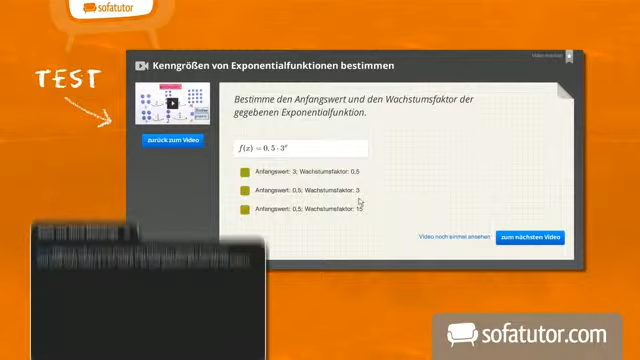 sofatutor
TEST
Kenngrößen von Exponentialfunktionen bestimmen
Bestimme den Anfangswert und den Wachstumsfaktor der
gegebenen Exponentialfunktion.
zurück zum Video
f(x) = 0,5 · 3ˣ
Anfangswert: 3; Wachstumsfaktor: 0.5
Anfangswert: 0,5; Wachstumsfaktor: 3
Anfangswert: 0,5; Wachstumsfaktor: 15
Video noch einmal ansehen
zum nächsten Video
sofatutor.com